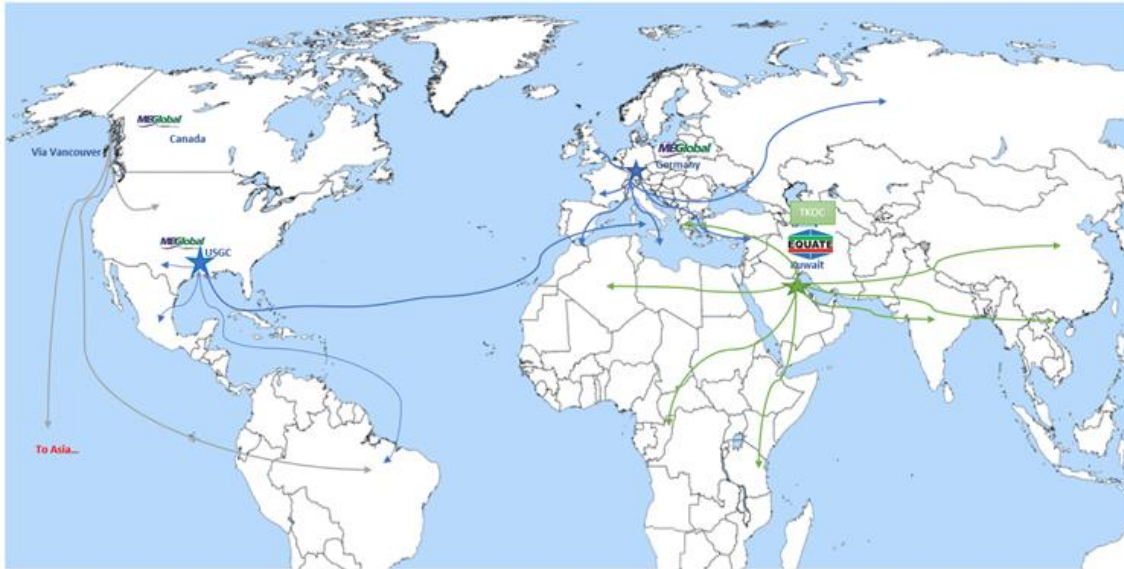 MEGlobal
Canada
Via Vancouver
MEGlobal
Germany
TKOC
MEGlobal
USGC
EQUATE
Kuwait
To Asia...